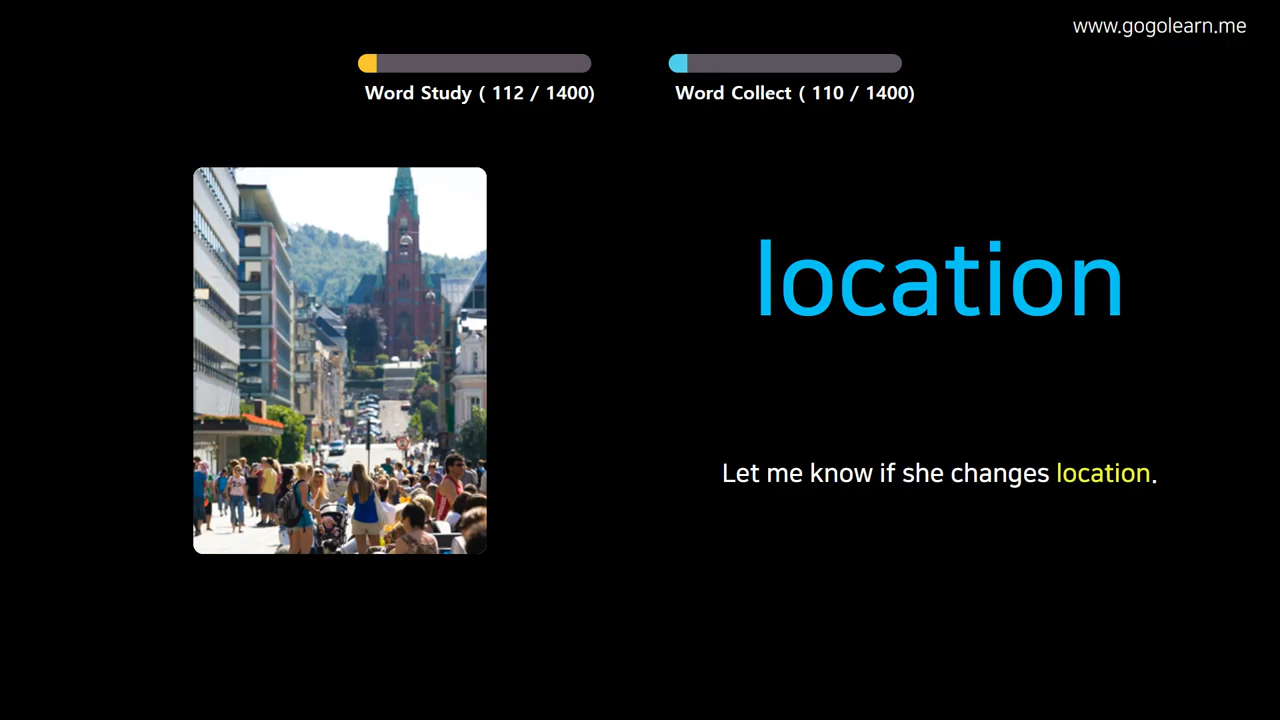 www.gogolearn.me
Word Study ( 112 / 1400)
Word Collect ( 110 / 1400)
location
Let me know if she changes location.